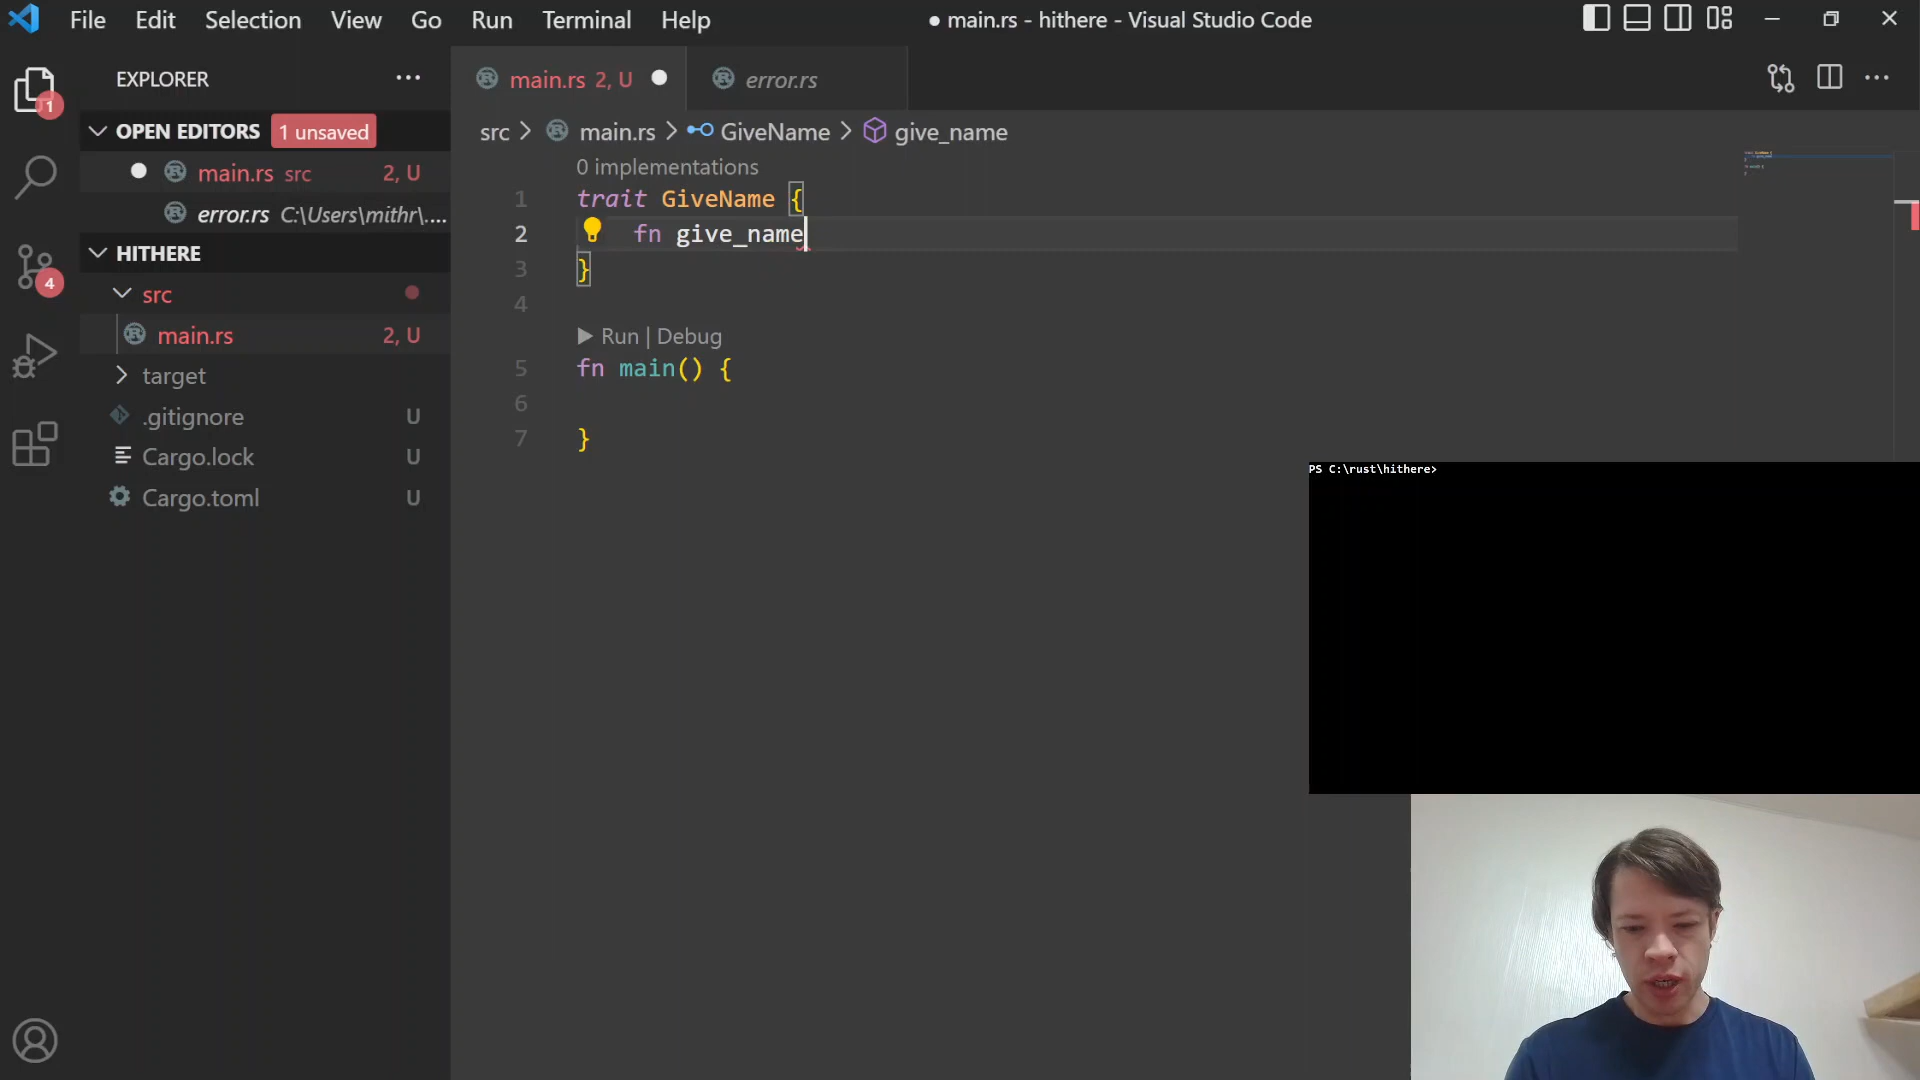 File Edit Selection View Go Run Terminal Help
● main.rs - hithere - Visual Studio Code
1
4
EXPLORER
OPEN EDITORS 1 unsaved
main.rs src 2, U
error.rs C:\Users\mithr\....
HITHERE
src
main.rs 2, U
target
.gitignore U
Cargo.lock U
Cargo.toml U
main.rs 2, U
error.rs
src > main.rs > GiveName > give_name
0 implementations
1 trait GiveName {
2 fn give_name
3 }
4
Run | Debug
5 fn main() {
6
7 }
PS C:\rust\hithere>